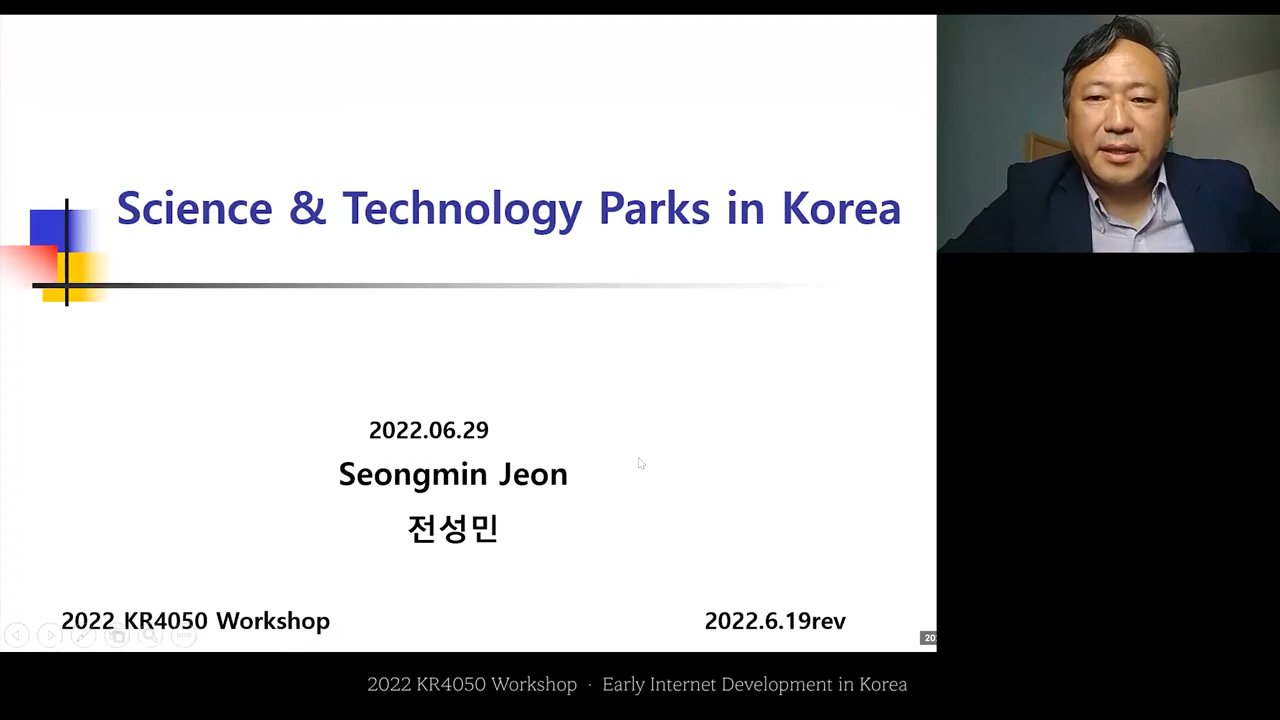 Science & Technology Parks in Korea
2022.06.29
Seongmin Jeon
전성민
2022 KR4050 Workshop
2022.6.19rev
2022 KR4050 Workshop · Early Internet Development in Korea